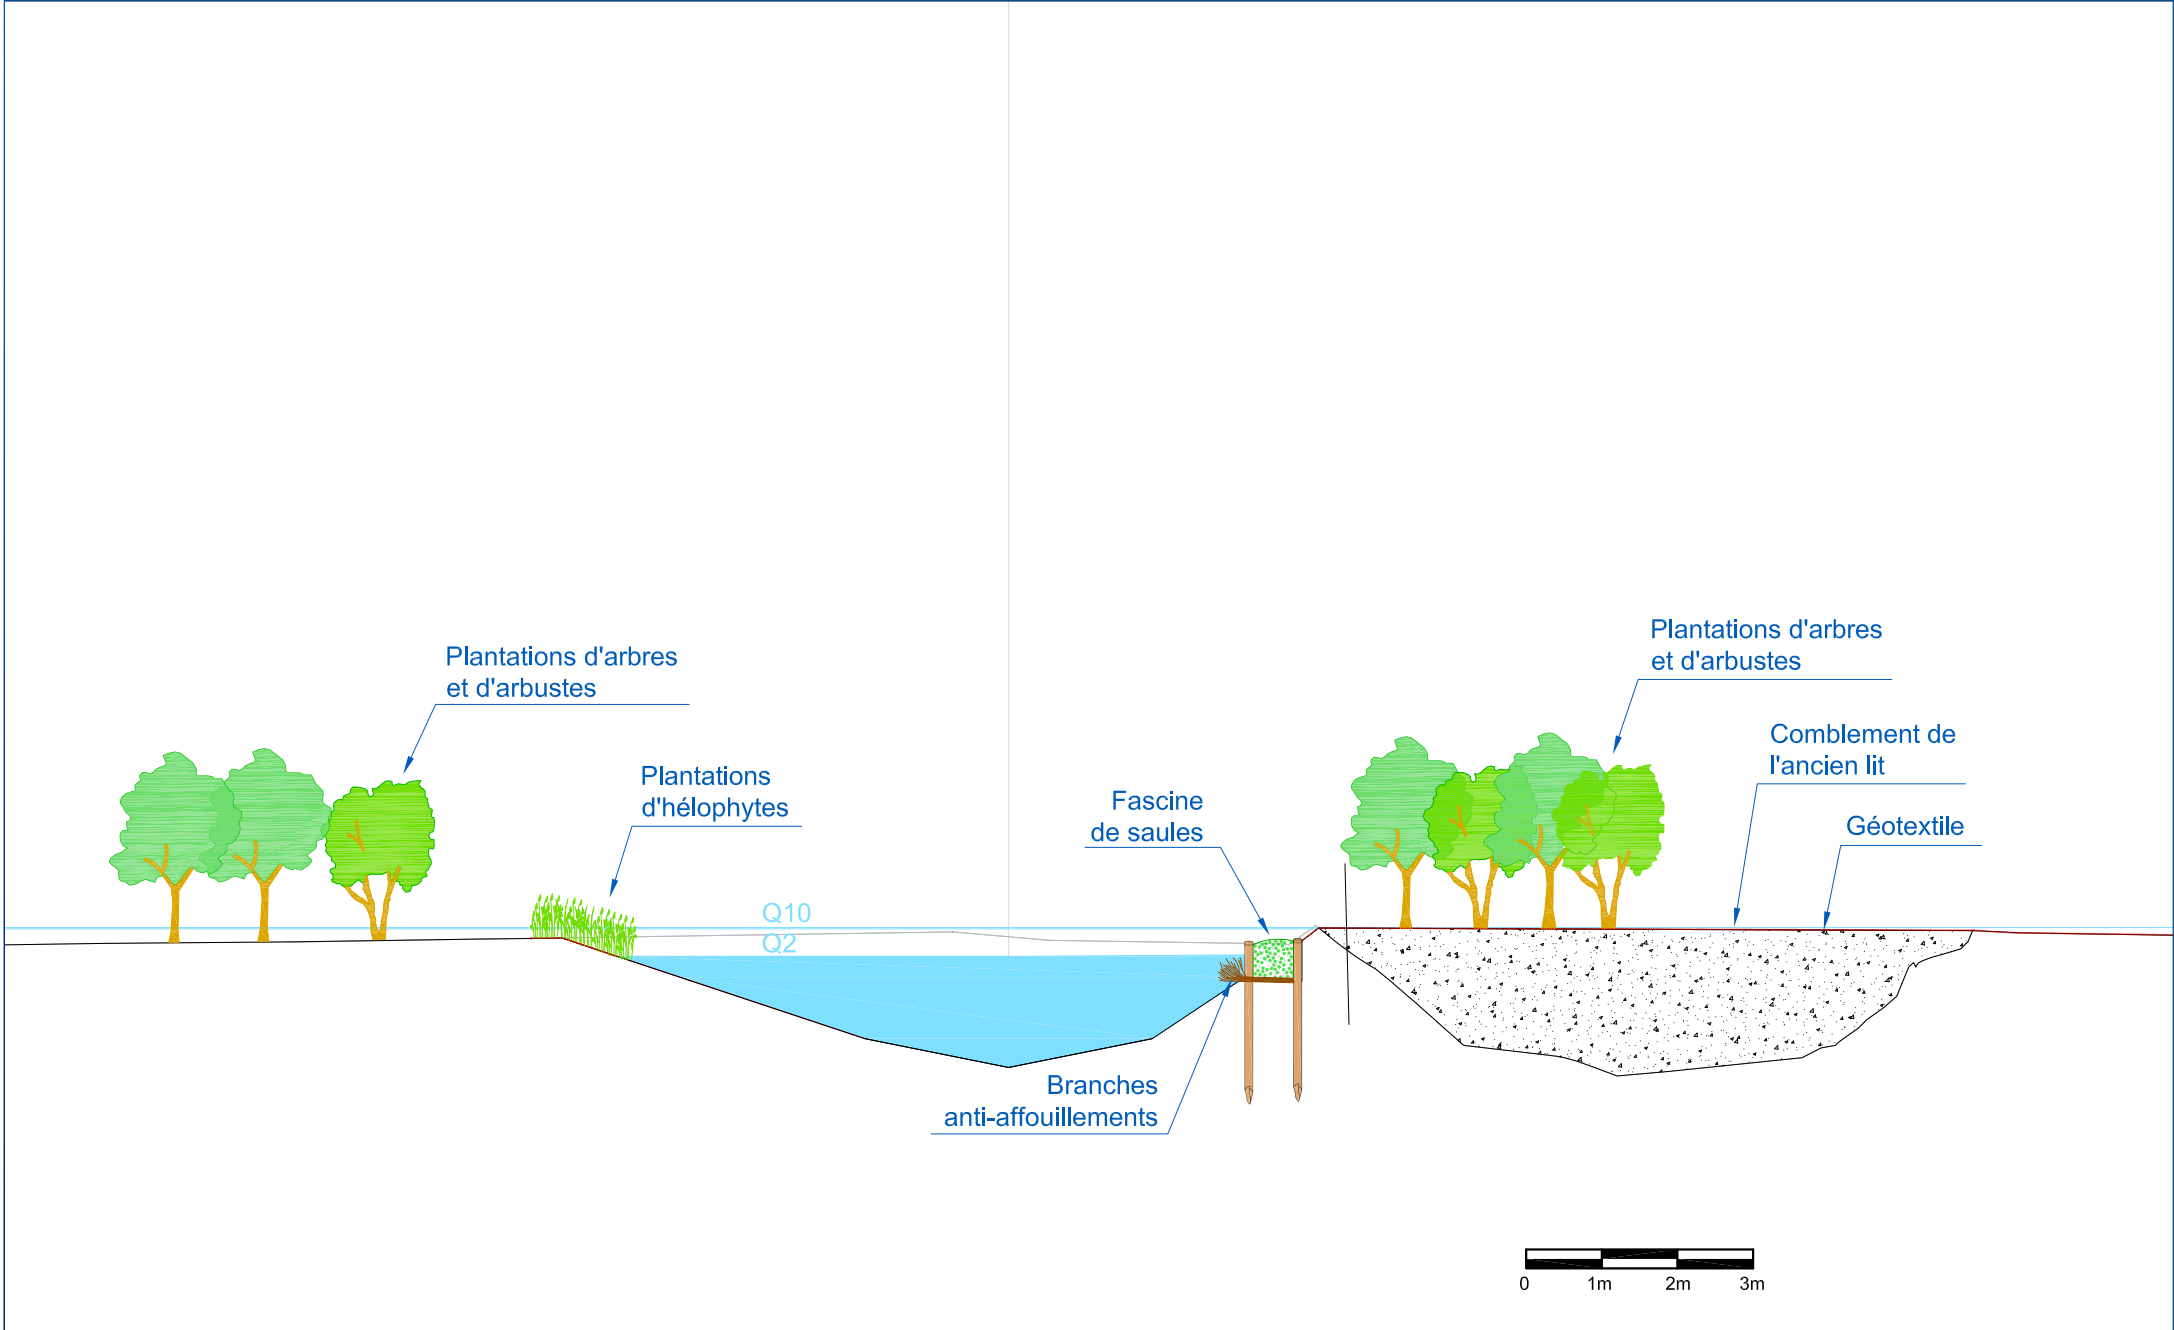 Plantations d'arbres
et d'arbustes
Plantations
d'hélophytes
Q10
Q2
Fascine
de saules
Branches
anti-affouillements
Plantations d'arbres
et d'arbustes
Comblement de
l'ancien lit
Géotextile
0 1m 2m 3m